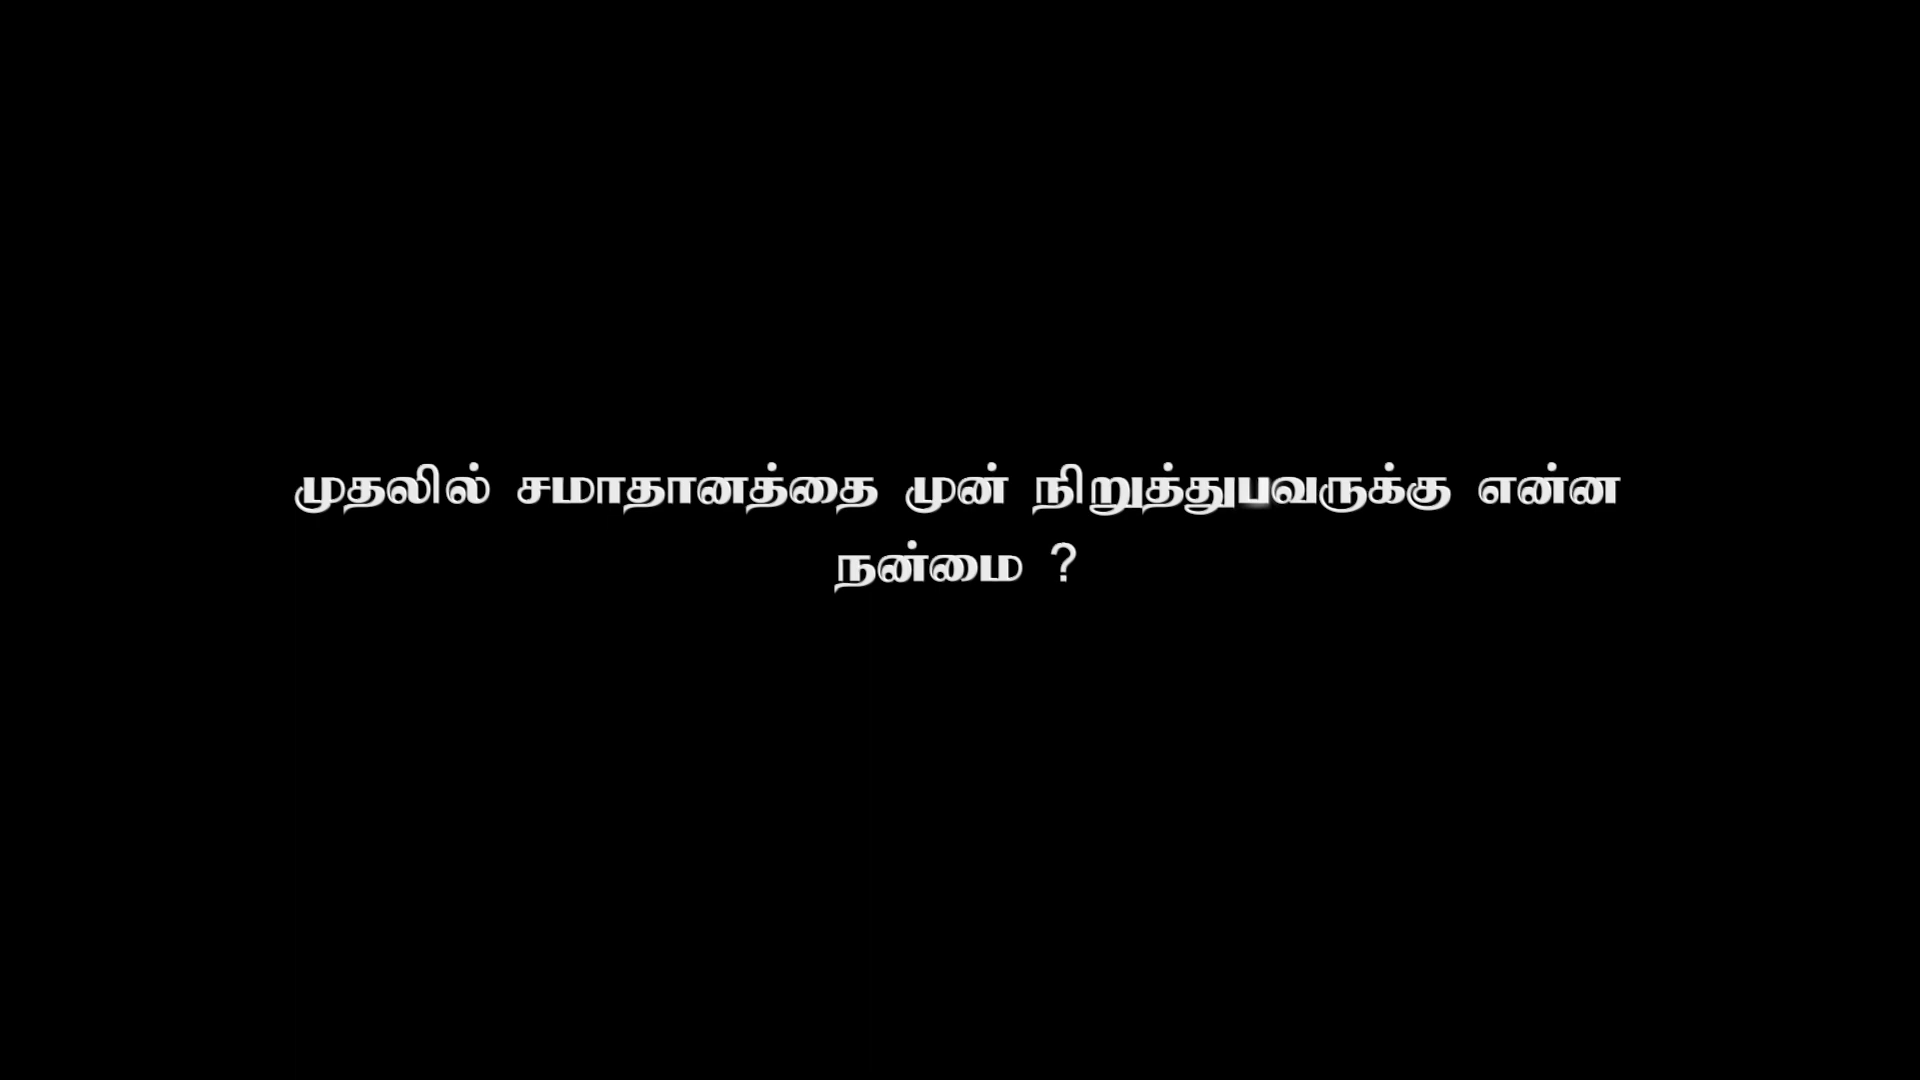 முதலில் சமாதானத்தை முன் நிறுத்துபவருக்கு என்ன
நன்மை ?